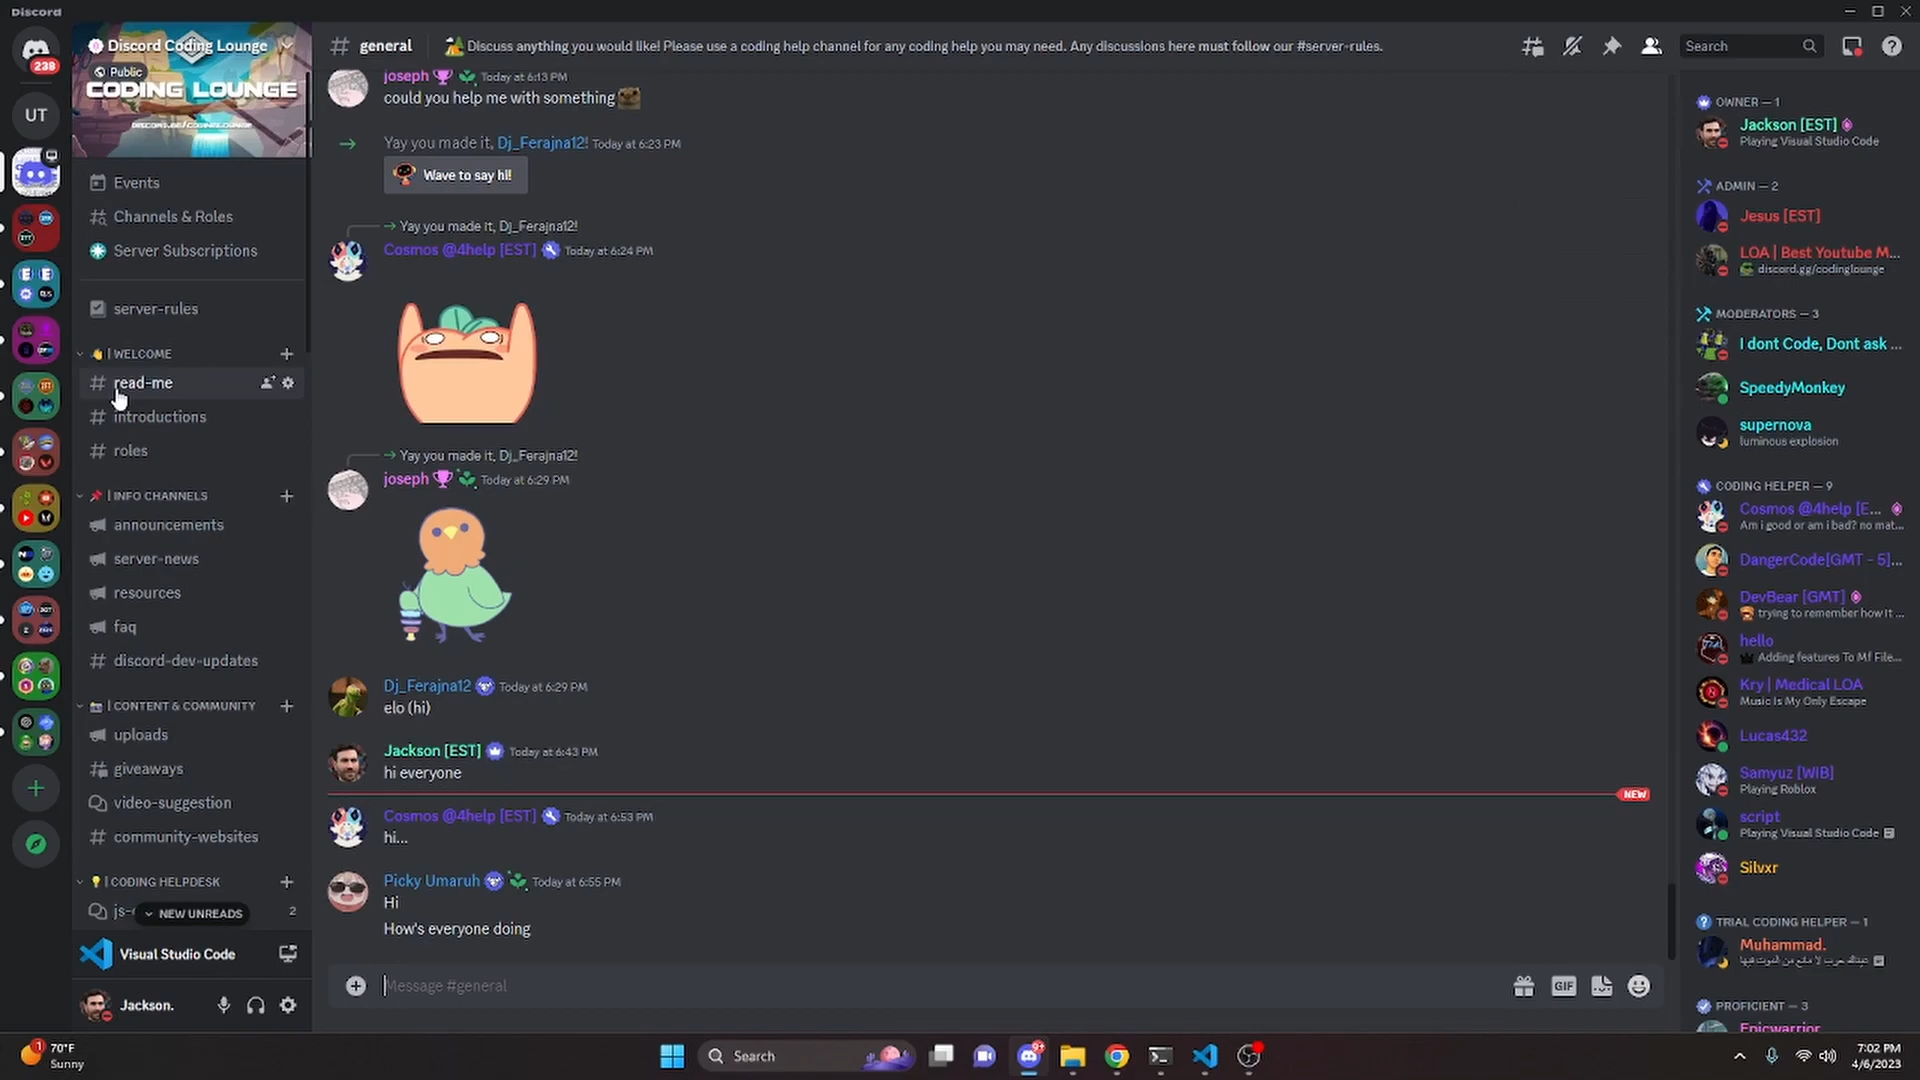 Discord
238
UT
Discord Coding Lounge
Public
CODING LOUNGE
DISCORD.GG/CODINGLOUNGE
Events
Channels & Roles
Server Subscriptions
server-rules
👋 | WELCOME
read-me
introductions
roles
📌 | INFO CHANNELS
announcements
server-news
resources
faq
discord-dev-updates
| CONTENT & COMMUNITY
uploads
giveaways
video-suggestion
community-websites
💡 | CODING HELPDESK
NEW UNREADS
2
Visual Studio Code
Jackson.
general
Discuss anything you would like! Please use a coding help channel for any coding help you may need. Any discussions here must follow our #server-rules.
Search
joseph Today at 6:13 PM
could you help me with something
Yay you made it, Dj_Ferajna12! Today at 6:23 PM
Wave to say hi!
Yay you made it, Dj_Ferajna12!
Cosmos @4help [EST] Today at 6:24 PM
Yay you made it, Dj_Ferajna12!
joseph Today at 6:29 PM
Dj_Ferajna12 Today at 6:29 PM
elo (hi)
Jackson [EST] Today at 6:43 PM
hi everyone
NEW
Cosmos @4help [EST] Today at 6:53 PM
hi...
Picky Umaruh Today at 6:55 PM
Hi
How's everyone doing
Message #general
GIF
OWNER — 1
Jackson [EST]
Playing Visual Studio Code
ADMIN — 2
Jesus [EST]
LOA | Best Youtube M...
discord.gg/codinglounge
MODERATORS — 3
I dont Code, Dont ask ...
SpeedyMonkey
supernova
luminous explosion
CODING HELPER — 9
Cosmos @4help [E...
Am i good or am i bad? no mat...
DangerCode[GMT - 5]...
DevBear [GMT]
trying to remember how it ...
hello
Adding features To Mf File...
Kry | Medical LOA
Music Is My Only Escape
Lucas432
Samyuz [WIB]
Playing Roblox
script
Playing Visual Studio Code
Silvxr
TRIAL CODING HELPER — 1
Muhammad.
PROFICIENT — 3
Epicwarrior
1
70°F
Sunny
Search
9+
7:02 PM
4/6/2023